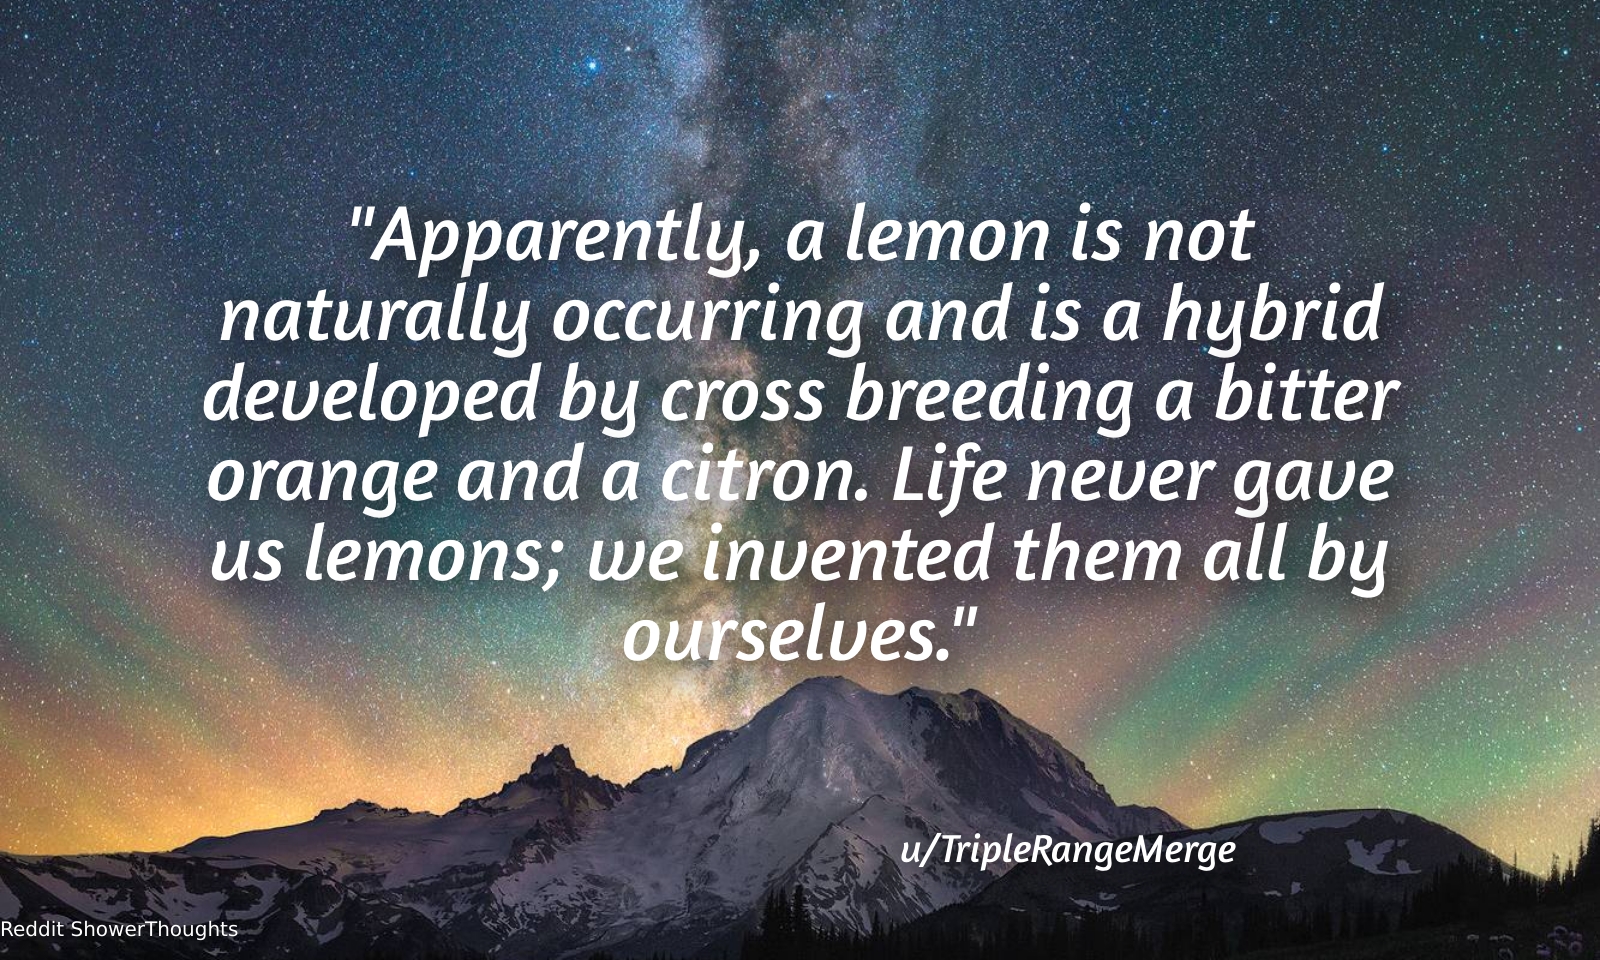 "Apparently, a lemon is not
naturally occurring and is a hybrid
developed by cross breeding a bitter
orange and a citron. Life never gave
us lemons; we invented them all by
ourselves."
u/TripleRangeMerge
Reddit ShowerThoughts